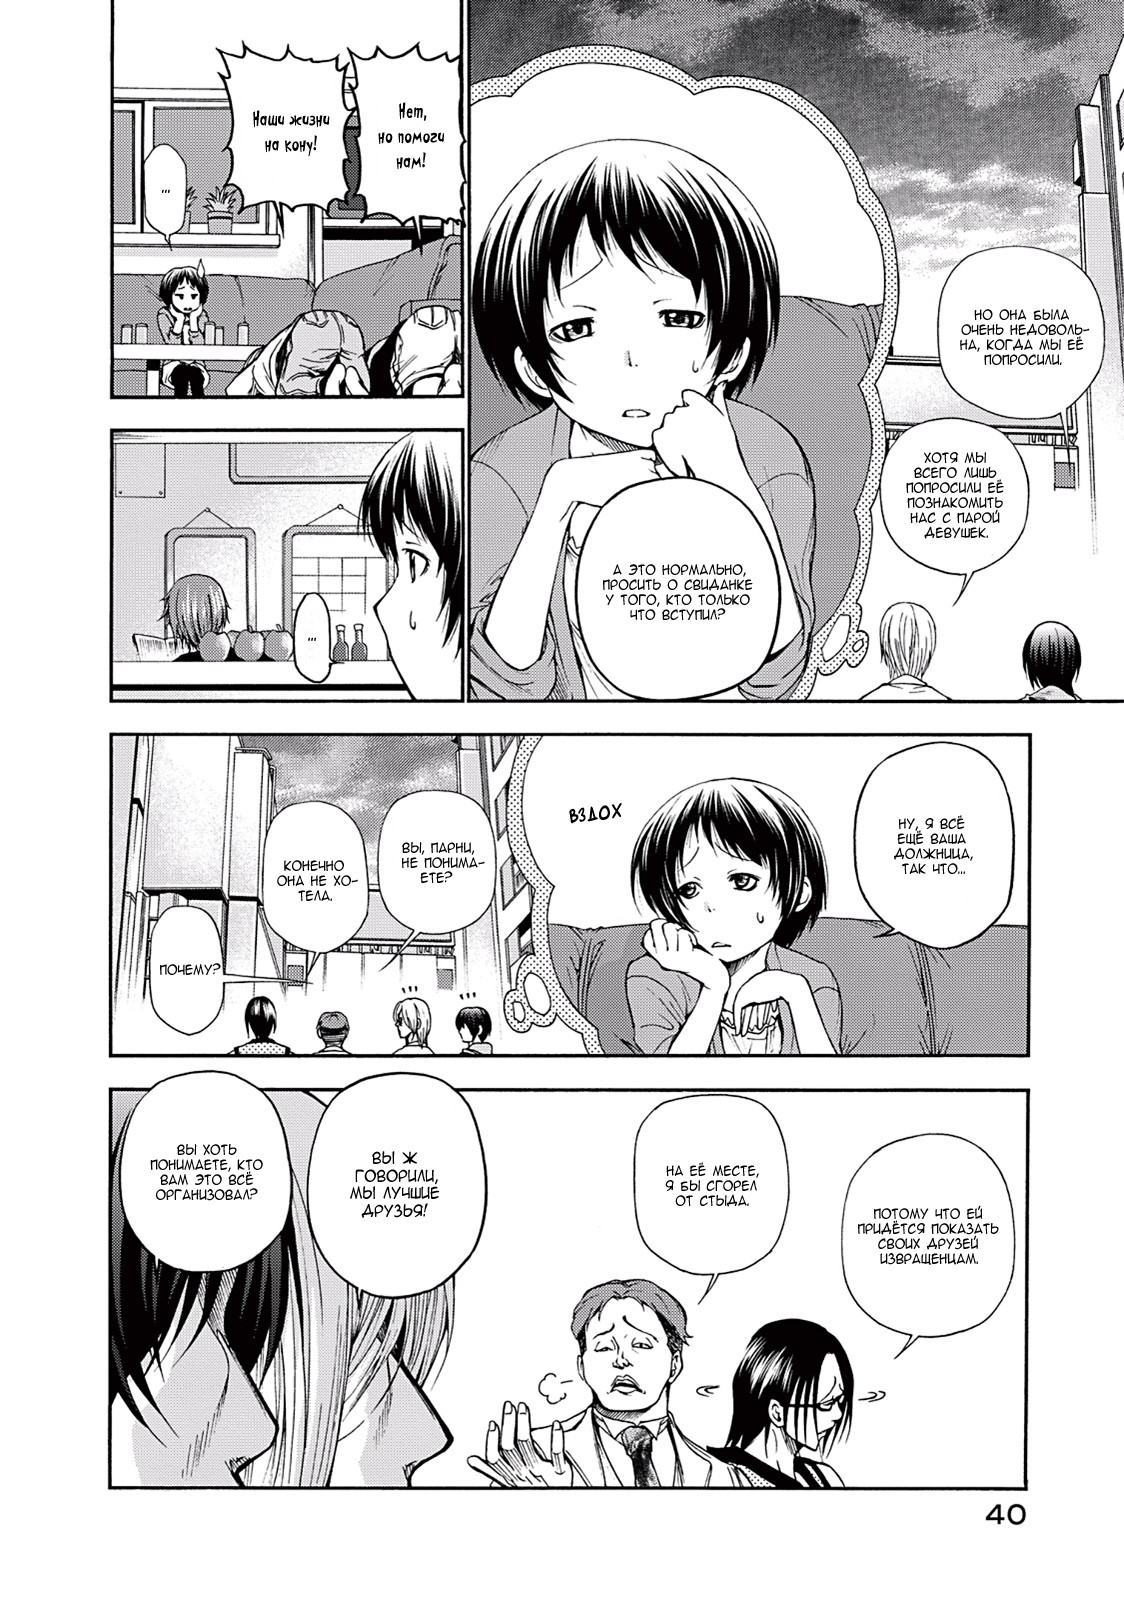 НО ОНА БЫЛА
ОЧЕНЬ НЕДОВОЛЬ-
НА, КОГДА МЫ ЕЁ
ПОПРОСИЛИ.
ХОТЯ МЫ
ВСЕГО ЛИШЬ
ПОПРОСИЛИ ЕЁ
ПОЗНАКОМИТЬ
НАС С ПАРОЙ
ДЕВУШЕК.
А ЭТО НОРМАЛЬНО,
ПРОСИТЬ О СВИДАНКЕ
У ТОГО, КТО ТОЛЬКО
ЧТО ВСТУПИЛ?
Нет,
но помоги
нам!
Наши жизни
на кону!
...
...
НУ, Я ВСЁ
ЕЩЁ ВАША
ДОЛЖНИЦА,
ТАК ЧТО...
ВЗДОХ
ВЫ, ПАРНИ,
НЕ ПОНИМА-
ЕТЕ?
КОНЕЧНО
ОНА НЕ ХО-
ТЕЛА.
ПОЧЕМУ?
ПОТОМУ ЧТО ЕЙ
ПРИДЁТСЯ ПОКАЗАТЬ
СВОИХ ДРУЗЕЙ
ИЗВРАЩЕНЦАМ.
НА ЕЁ МЕСТЕ,
Я БЫ СГОРЕЛ
ОТ СТЫДА.
ВЫ Ж
ГОВОРИЛИ,
МЫ ЛУЧШИЕ
ДРУЗЬЯ!
ВЫ ХОТЬ
ПОНИМАЕТЕ, КТО
ВАМ ЭТО ВСЁ
ОРГАНИЗОВАЛ?
40